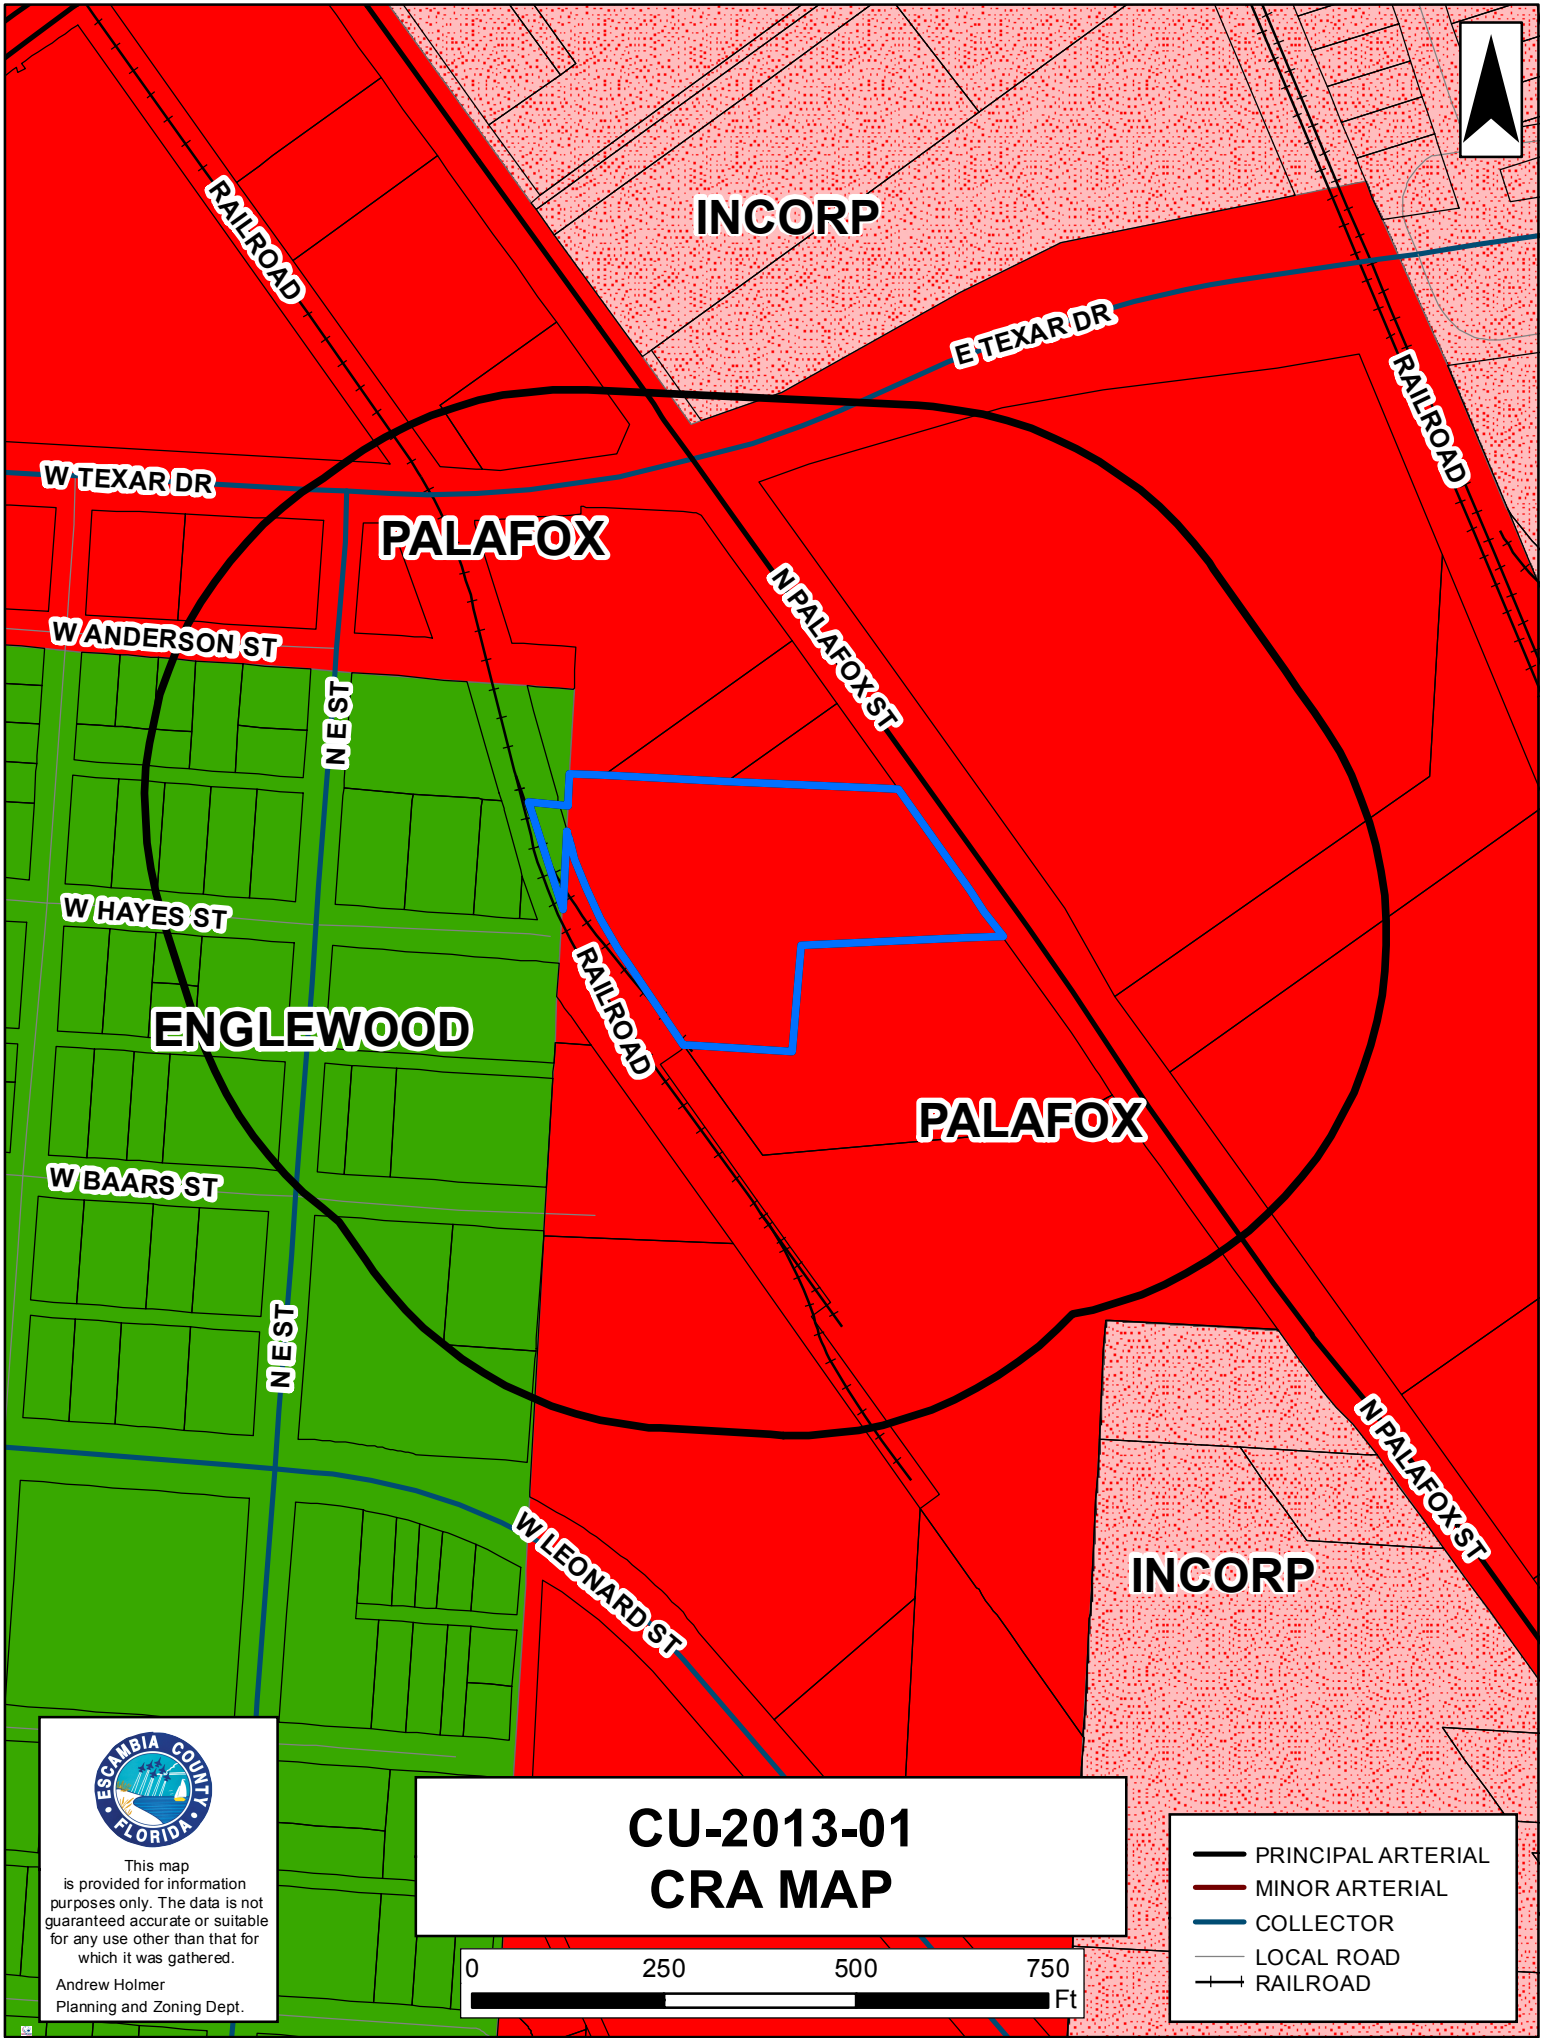 INCORP
RAILROAD
E TEXAR DR
RAILROAD
W TEXAR DR
PALAFOX
N PALAFOX ST
W ANDERSON ST
N E ST
W HAYES ST
RAILROAD
ENGLEWOOD
PALAFOX
W BAARS ST
N E ST
N PALAFOX ST
W LEONARD ST
INCORP
ESCAMBIA COUNTY
FLORIDA
This map
is provided for information
purposes only. The data is not
guaranteed accurate or suitable
for any use other than that for
which it was gathered.
Andrew Holmer
Planning and Zoning Dept.
CU-2013-01
CRA MAP
0 250 500 750
Ft
PRINCIPAL ARTERIAL
MINOR ARTERIAL
COLLECTOR
LOCAL ROAD
RAILROAD